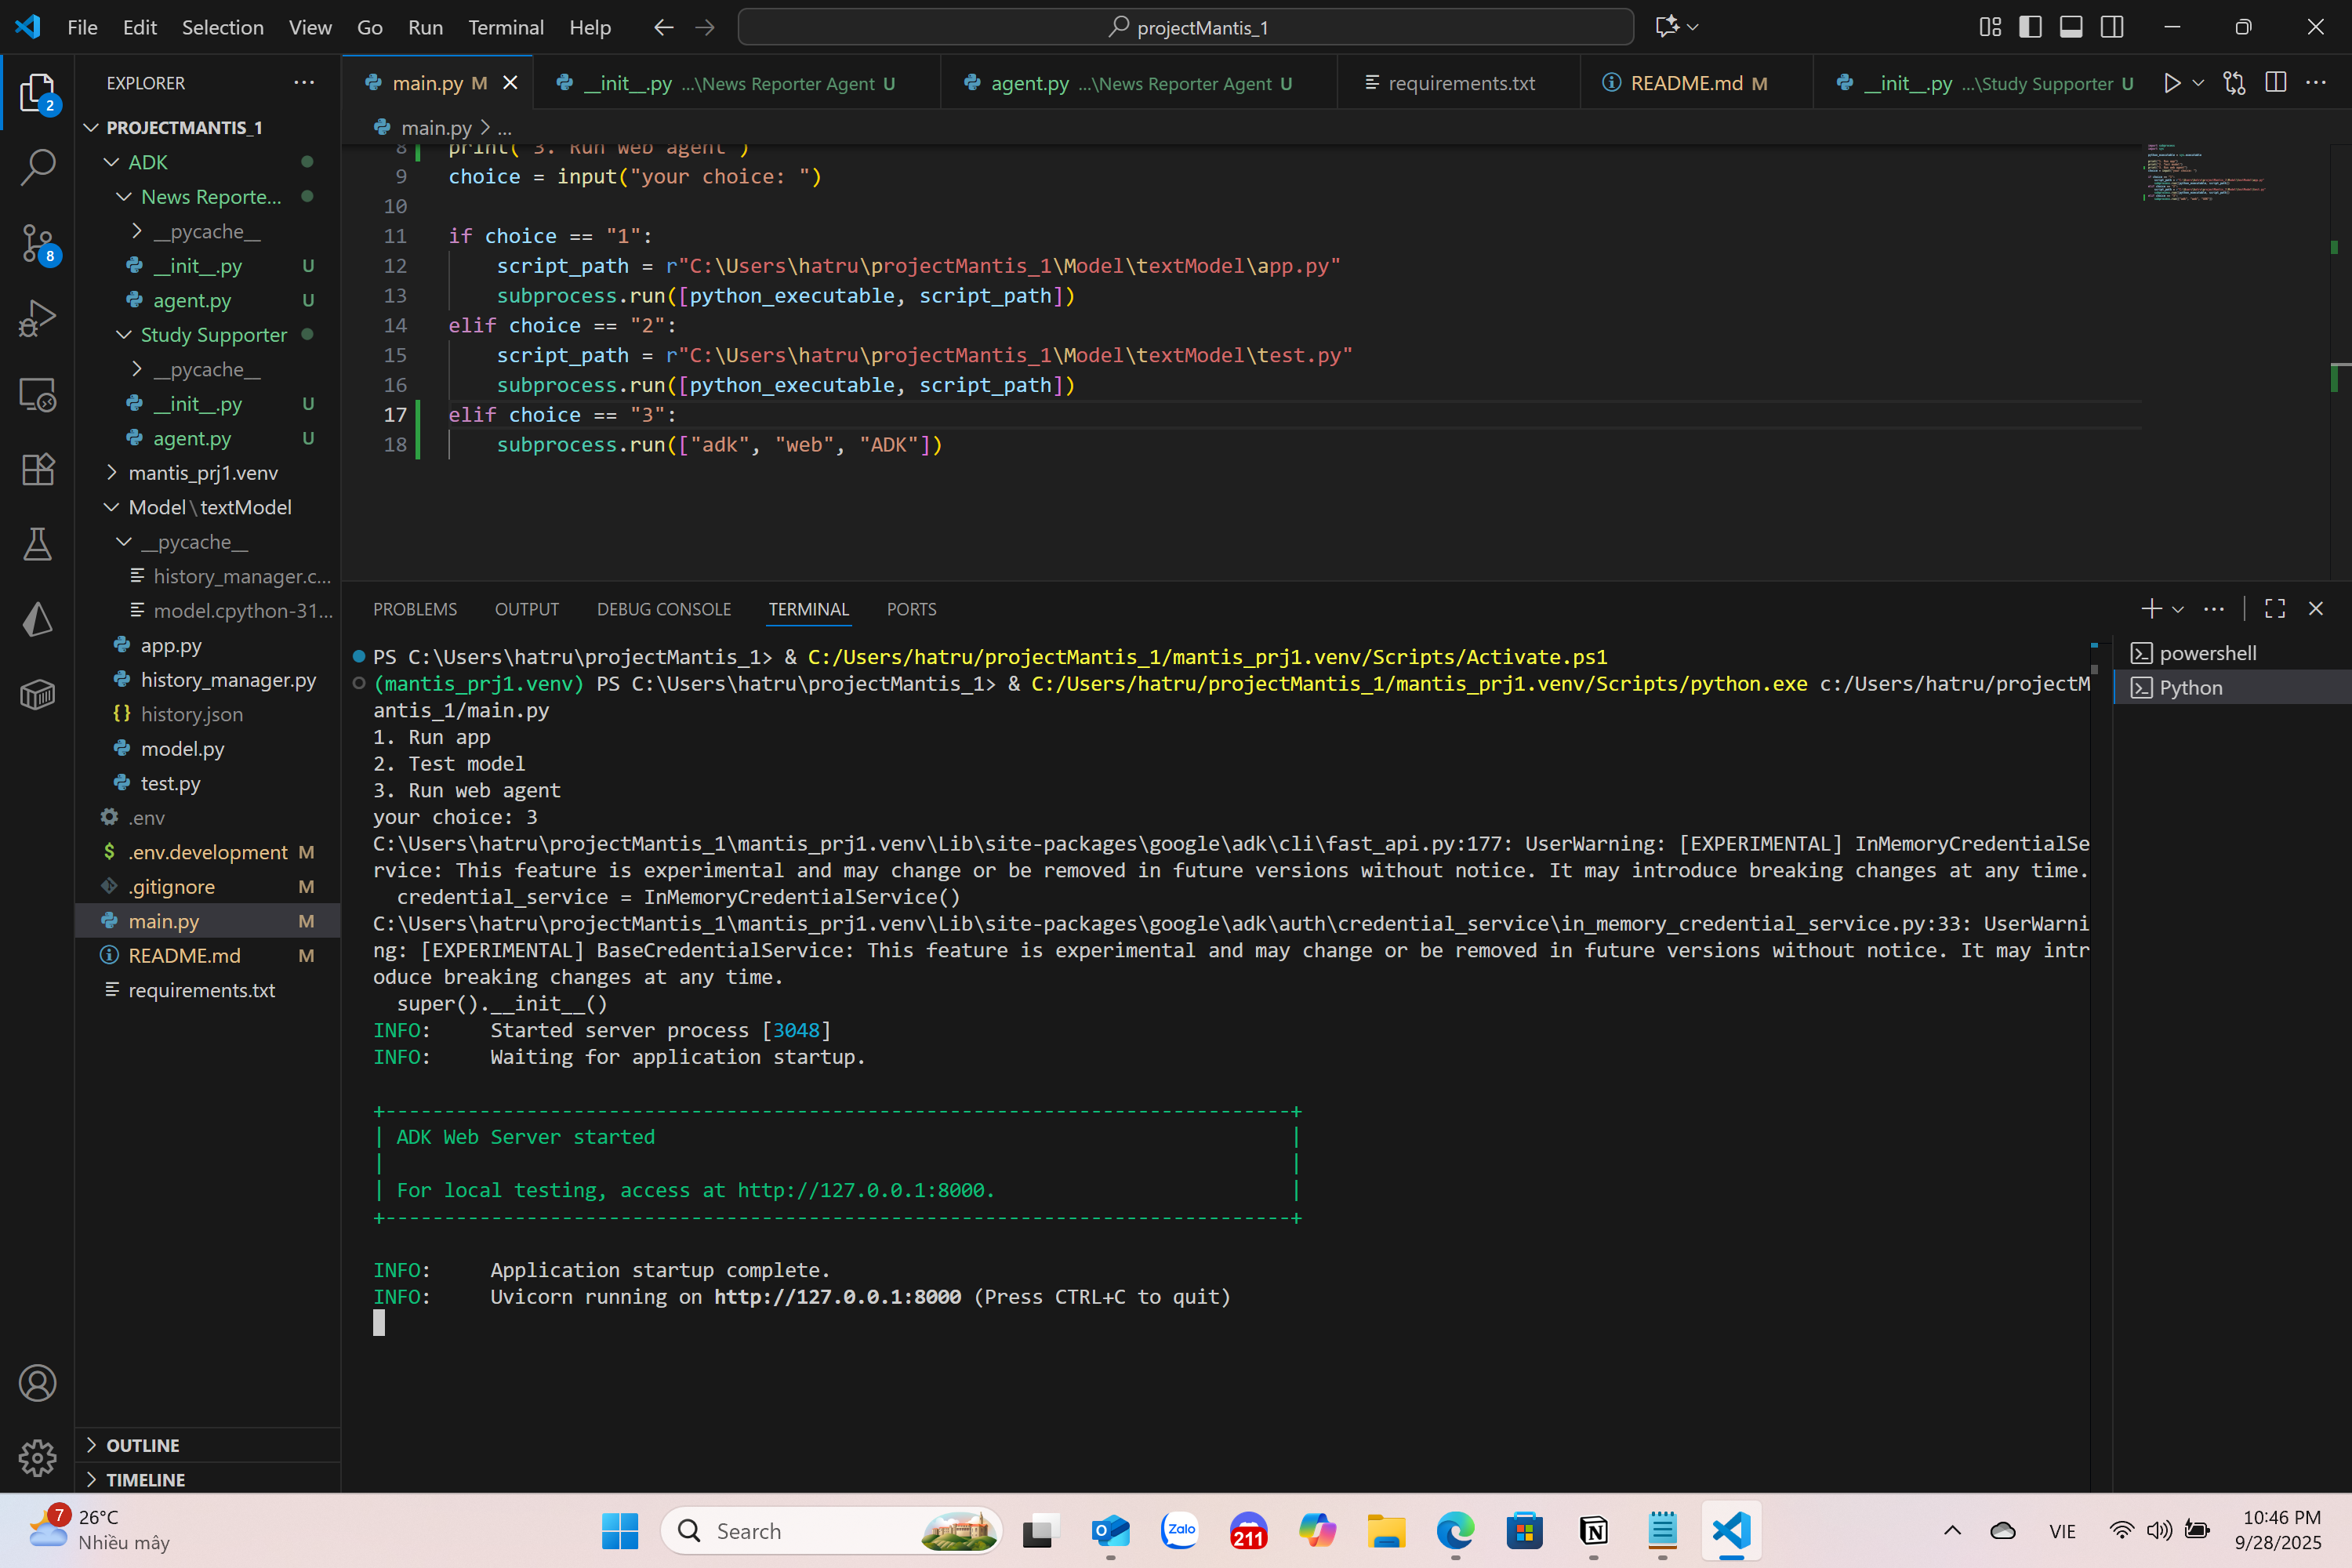 File Edit Selection View Go Run Terminal Help
projectMantis_1
EXPLORER
2
8
PROJECTMANTIS_1
ADK
News Reporte...
__pycache__
__init__.py U
agent.py U
Study Supporter
__pycache__
__init__.py U
agent.py U
mantis_prj1.venv
Model\textModel
__pycache__
history_manager.c...
model.cpython-31...
app.py
history_manager.py
{} history.json
model.py
test.py
.env
$ .env.development M
.gitignore M
main.py M
README.md M
requirements.txt
OUTLINE
TIMELINE
main.py M
__init__.py ...\News Reporter Agent U
agent.py ...\News Reporter Agent U
requirements.txt
README.md M
__init__.py ...\Study Supporter U
main.py > ...
8 print("3. Run web agent")
9 choice = input("your choice: ")
10
11 if choice == "1":
12 script_path = r"C:\Users\hatru\projectMantis_1\Model\textModel\app.py"
13 subprocess.run([python_executable, script_path])
14 elif choice == "2":
15 script_path = r"C:\Users\hatru\projectMantis_1\Model\textModel\test.py"
16 subprocess.run([python_executable, script_path])
17 elif choice == "3":
18 subprocess.run(["adk", "web", "ADK"])
PROBLEMS OUTPUT DEBUG CONSOLE TERMINAL PORTS
powershell
Python
PS C:\Users\hatru\projectMantis_1> & C:/Users/hatru/projectMantis_1/mantis_prj1.venv/Scripts/Activate.ps1
(mantis_prj1.venv) PS C:\Users\hatru\projectMantis_1> & C:/Users/hatru/projectMantis_1/mantis_prj1.venv/Scripts/python.exe c:/Users/hatru/projectM
antis_1/main.py
1. Run app
2. Test model
3. Run web agent
your choice: 3
C:\Users\hatru\projectMantis_1\mantis_prj1.venv\Lib\site-packages\google\adk\cli\fast_api.py:177: UserWarning: [EXPERIMENTAL] InMemoryCredentialSe
rvice: This feature is experimental and may change or be removed in future versions without notice. It may introduce breaking changes at any time.
credential_service = InMemoryCredentialService()
C:\Users\hatru\projectMantis_1\mantis_prj1.venv\Lib\site-packages\google\adk\auth\credential_service\in_memory_credential_service.py:33: UserWarni
ng: [EXPERIMENTAL] BaseCredentialService: This feature is experimental and may change or be removed in future versions without notice. It may intr
oduce breaking changes at any time.
super().__init__()
INFO: Started server process [3048]
INFO: Waiting for application startup.
+-----------------------------------------------------------------------------+
| ADK Web Server started |
| |
| For local testing, access at http://127.0.0.1:8000. |
+-----------------------------------------------------------------------------+
INFO: Application startup complete.
INFO: Uvicorn running on http://127.0.0.1:8000 (Press CTRL+C to quit)
7
26°C
Nhiều mây
Search
Zalo
211
VIE
10:46 PM
9/28/2025